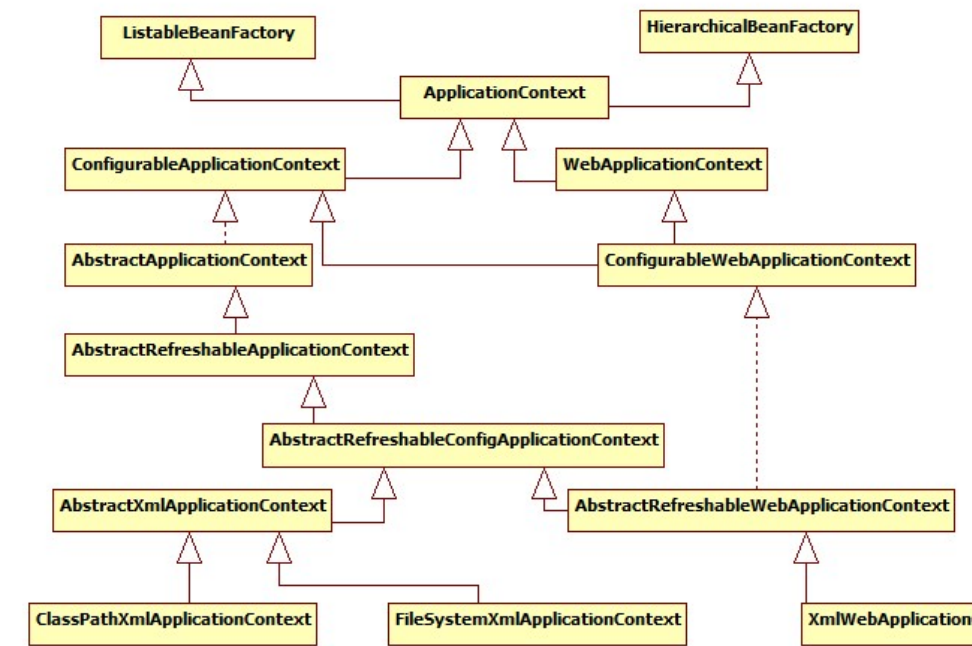 ListableBeanFactory
HierarchicalBeanFactory
ApplicationContext
ConfigurableApplicationContext
WebApplicationContext
AbstractApplicationContext
ConfigurableWebApplicationContext
AbstractRefreshableApplicationContext
AbstractRefreshableConfigApplicationContext
AbstractXmlApplicationContext
AbstractRefreshableWebApplicationContext
ClassPathXmlApplicationContext
FileSystemXmlApplicationContext
XmlWebApplication